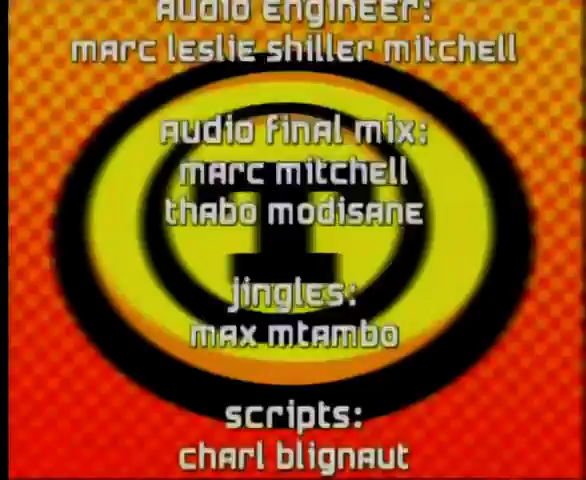 Audio Engineer:
marc leslie shiller mitchell
Audio final mix:
marc mitchell
thabo modisane
jingles:
max mtambo
scripts:
charl blignaut